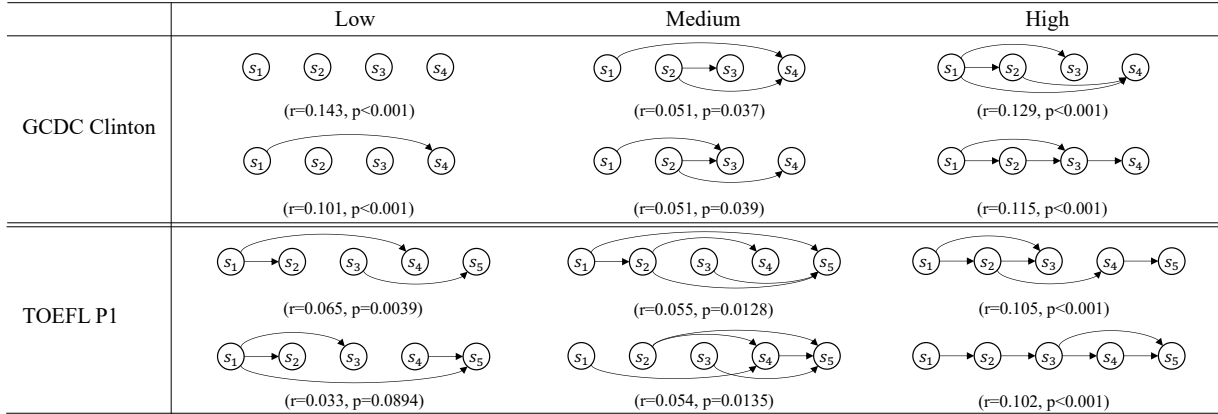 Low Medium High
s1 s2 s3 s4 s1 s2 s3 s4 s1 s2 s3 s4
(r=0.143, p<0.001) (r=0.051, p=0.037) (r=0.129, p<0.001)
GCDC Clinton
s1 s2 s3 s4 s1 s2 s3 s4 s1 s2 s3 s4
(r=0.101, p<0.001) (r=0.051, p=0.039) (r=0.115, p<0.001)
s1 s2 s3 s4 s5 s1 s2 s3 s4 s5 s1 s2 s3 s4 s5
(r=0.065, p=0.0039) (r=0.055, p=0.0128) (r=0.105, p<0.001)
TOEFL P1
s1 s2 s3 s4 s5 s1 s2 s3 s4 s5 s1 s2 s3 s4 s5
(r=0.033, p=0.0894) (r=0.054, p=0.0135) (r=0.102, p<0.001)